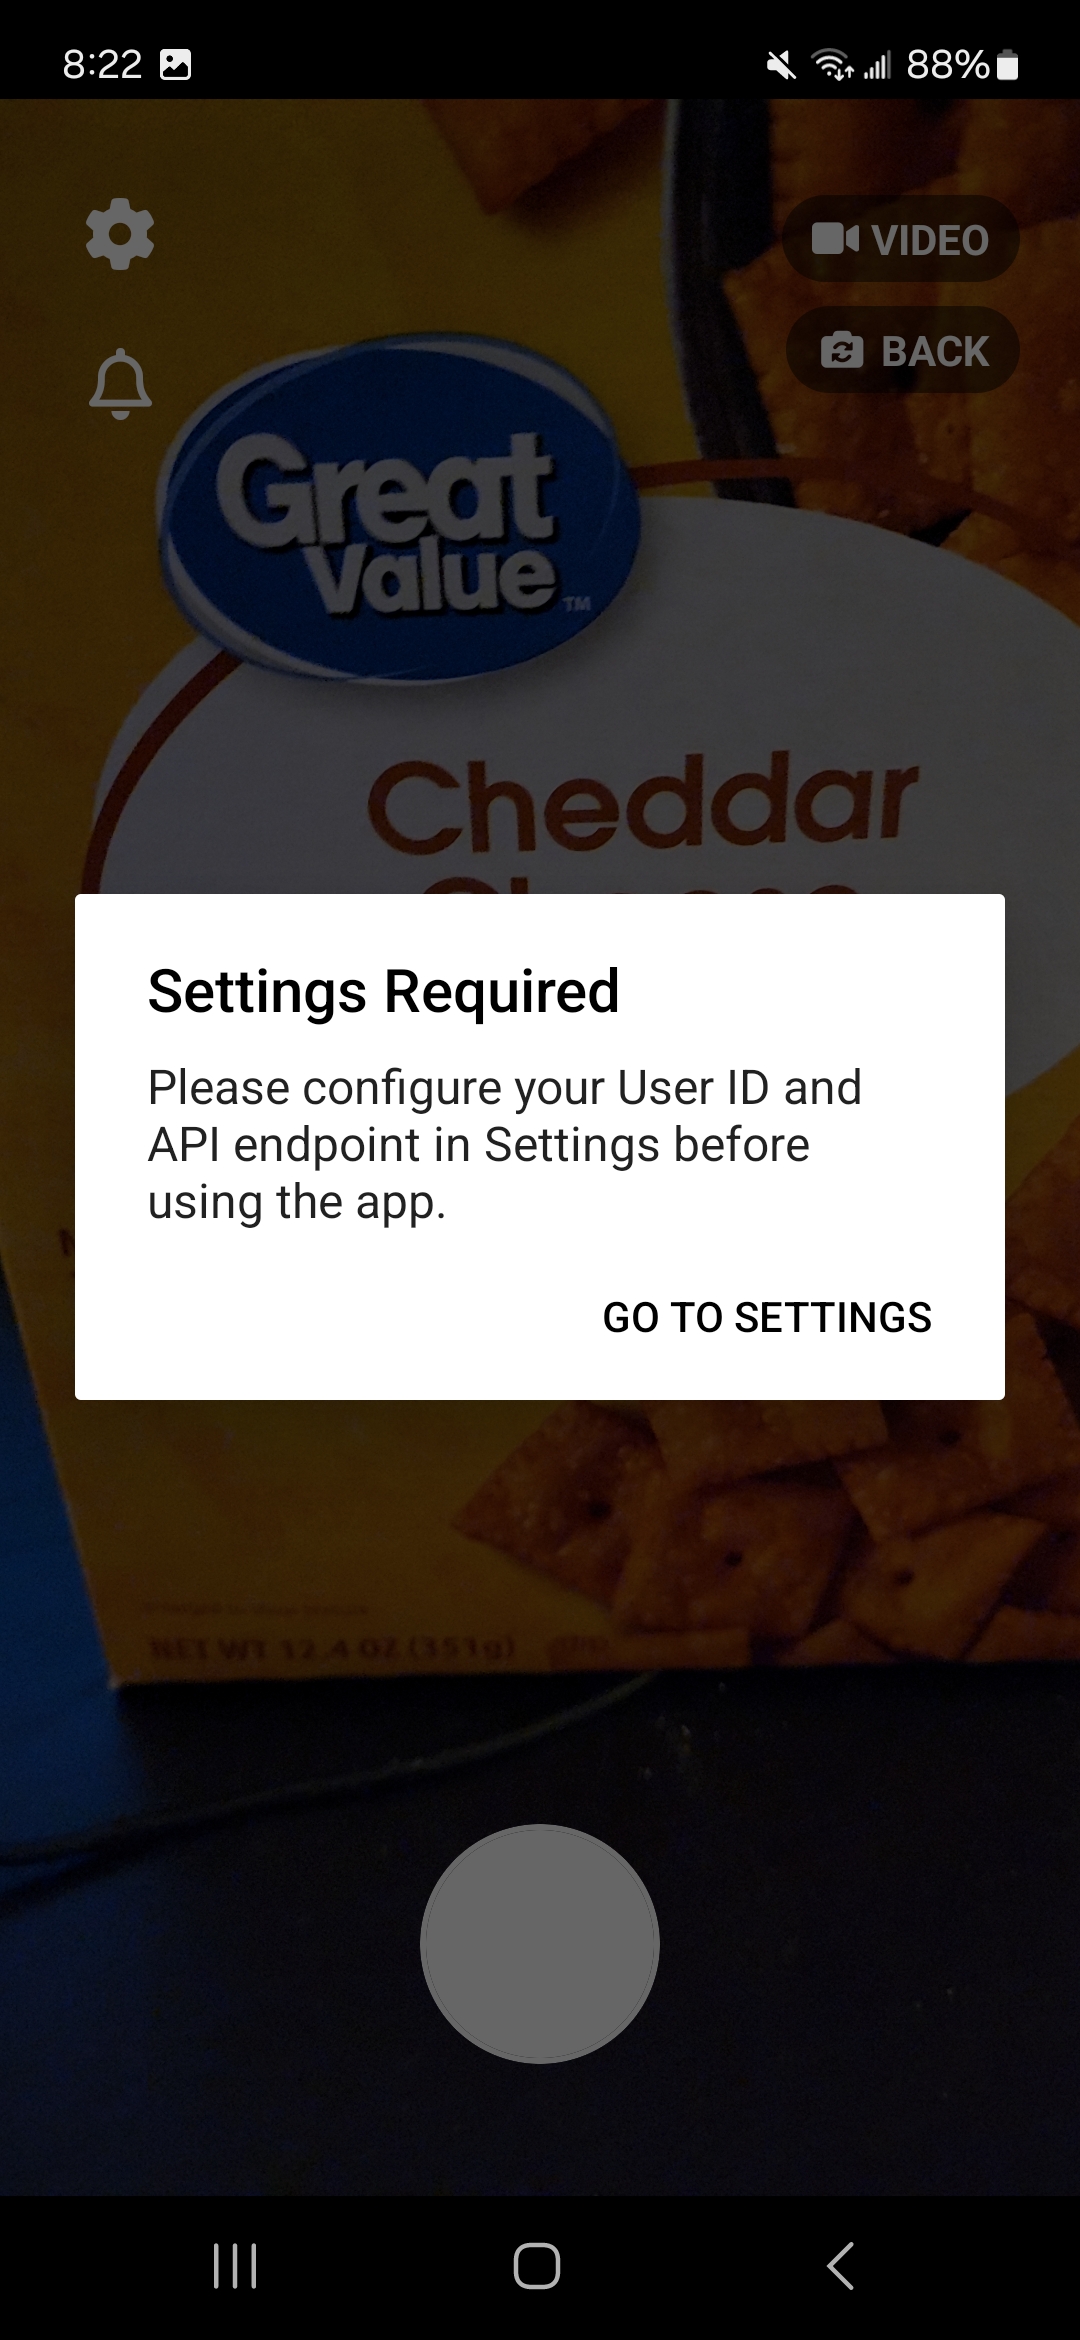 8:22
88%
VIDEO
BACK
Great
Value
TM
Cheddar
Settings Required
Please configure your User ID and
API endpoint in Settings before
using the app.
GO TO SETTINGS
NET WT 12.4 OZ (351g)